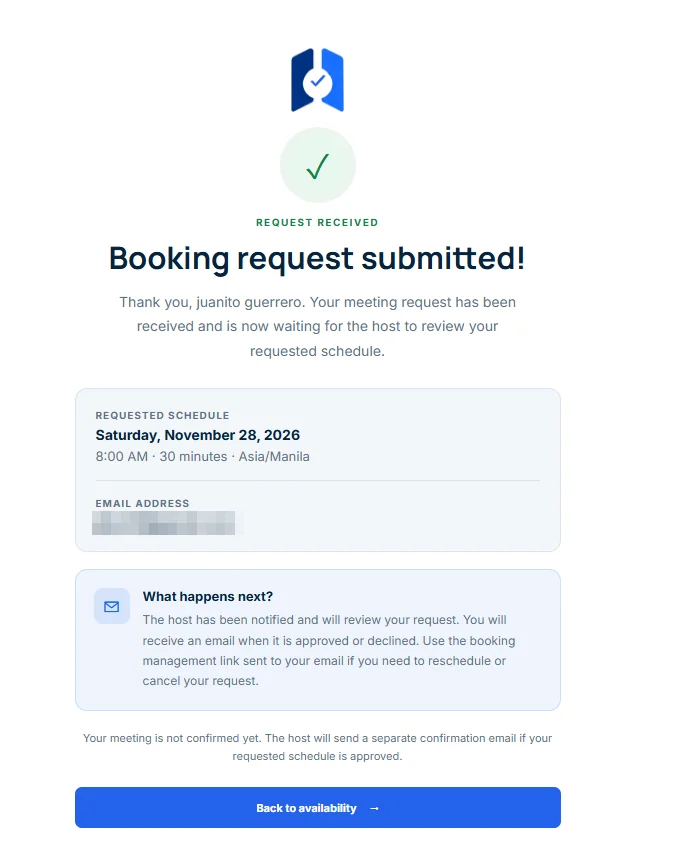 REQUEST RECEIVED
Booking request submitted!
Thank you, juanito guerrero. Your meeting request has been
received and is now waiting for the host to review your
requested schedule.
REQUESTED SCHEDULE
Saturday, November 28, 2026
8:00 AM · 30 minutes · Asia/Manila
EMAIL ADDRESS
What happens next?
The host has been notified and will review your request. You will
receive an email when it is approved or declined. Use the booking
management link sent to your email if you need to reschedule or
cancel your request.
Your meeting is not confirmed yet. The host will send a separate confirmation email if your
requested schedule is approved.
Back to availability →